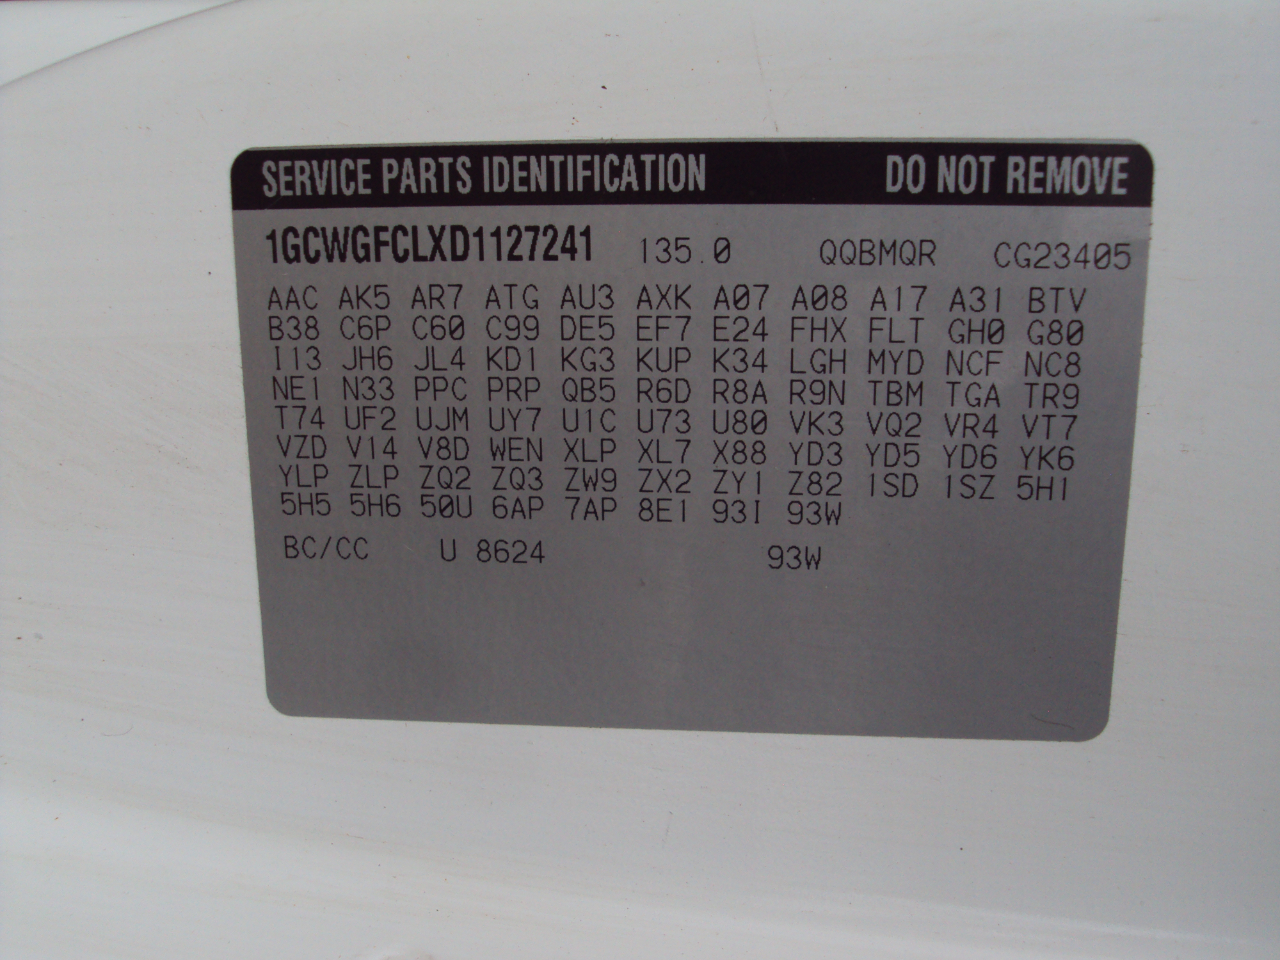 SERVICE PARTS IDENTIFICATION DO NOT REMOVE
1GCWGFCLXD1127241 135.0 QQBMQR CG23405
AAC AK5 AR7 ATG AU3 AXK A07 A08 A17 A31 BTV
B38 C6P C60 C99 DE5 EF7 E24 FHX FLT GH0 G80
I13 JH6 JL4 KD1 KG3 KUP K34 LGH MYD NCF NC8
NE1 N33 PPC PRP QB5 R6D R8A R9N TBM TGA TR9
T74 UF2 UJM UY7 U1C U73 U80 VK3 VQ2 VR4 VT7
VZD V14 V8D WEN XLP XL7 X88 YD3 YD5 YD6 YK6
YLP ZLP ZQ2 ZQ3 ZW9 ZX2 ZY1 Z82 1SD 1SZ 5H1
5H5 5H6 50U 6AP 7AP 8E1 93I 93W
BC/CC U 8624 93W